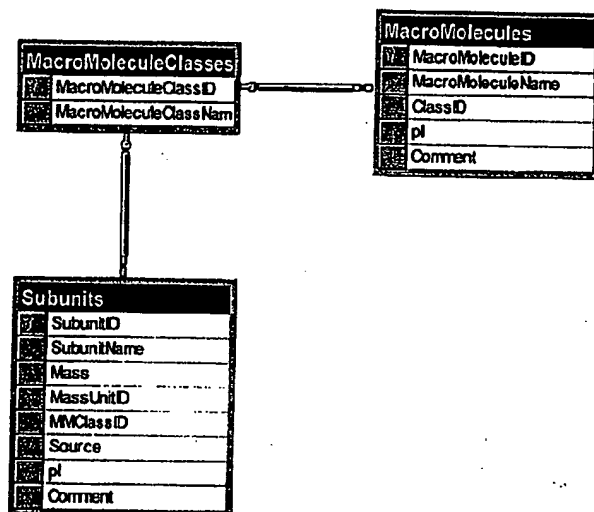 MacroMoleculeClasses
MacroMoleculeClassID
MacroMoleculeClassNam
MacroMolecules
MacroMoleculeID
MacroMoleculeName
ClassID
pI
Comment
Subunits
SubunitID
SubunitName
Mass
MassUnitID
MMClassID
Source
pI
Comment